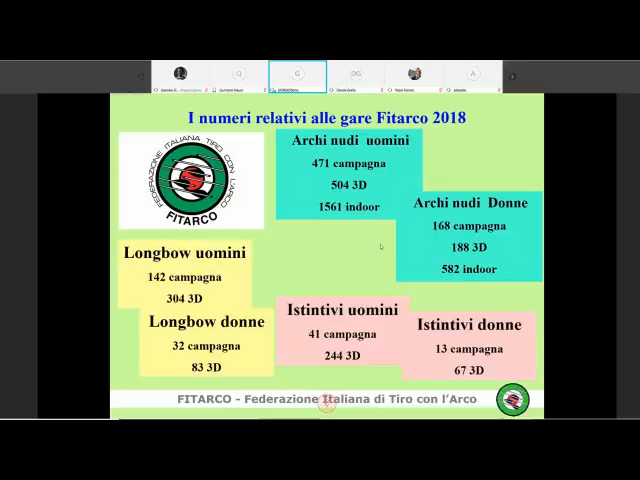 Q
G
DG
A
Quintiano Mauro
I numeri relativi alle gare Fitarco 2018
FEDERAZIONE ITALIANA TIRO CON L'ARCO
FITARCO
Archi nudi uomini
471 campagna
504 3D
1561 indoor
Archi nudi Donne
168 campagna
188 3D
582 indoor
Longbow uomini
142 campagna
304 3D
Longbow donne
32 campagna
83 3D
Istintivi uomini
41 campagna
244 3D
Istintivi donne
13 campagna
67 3D
FITARCO - Federazione Italiana di Tiro con l'Arco